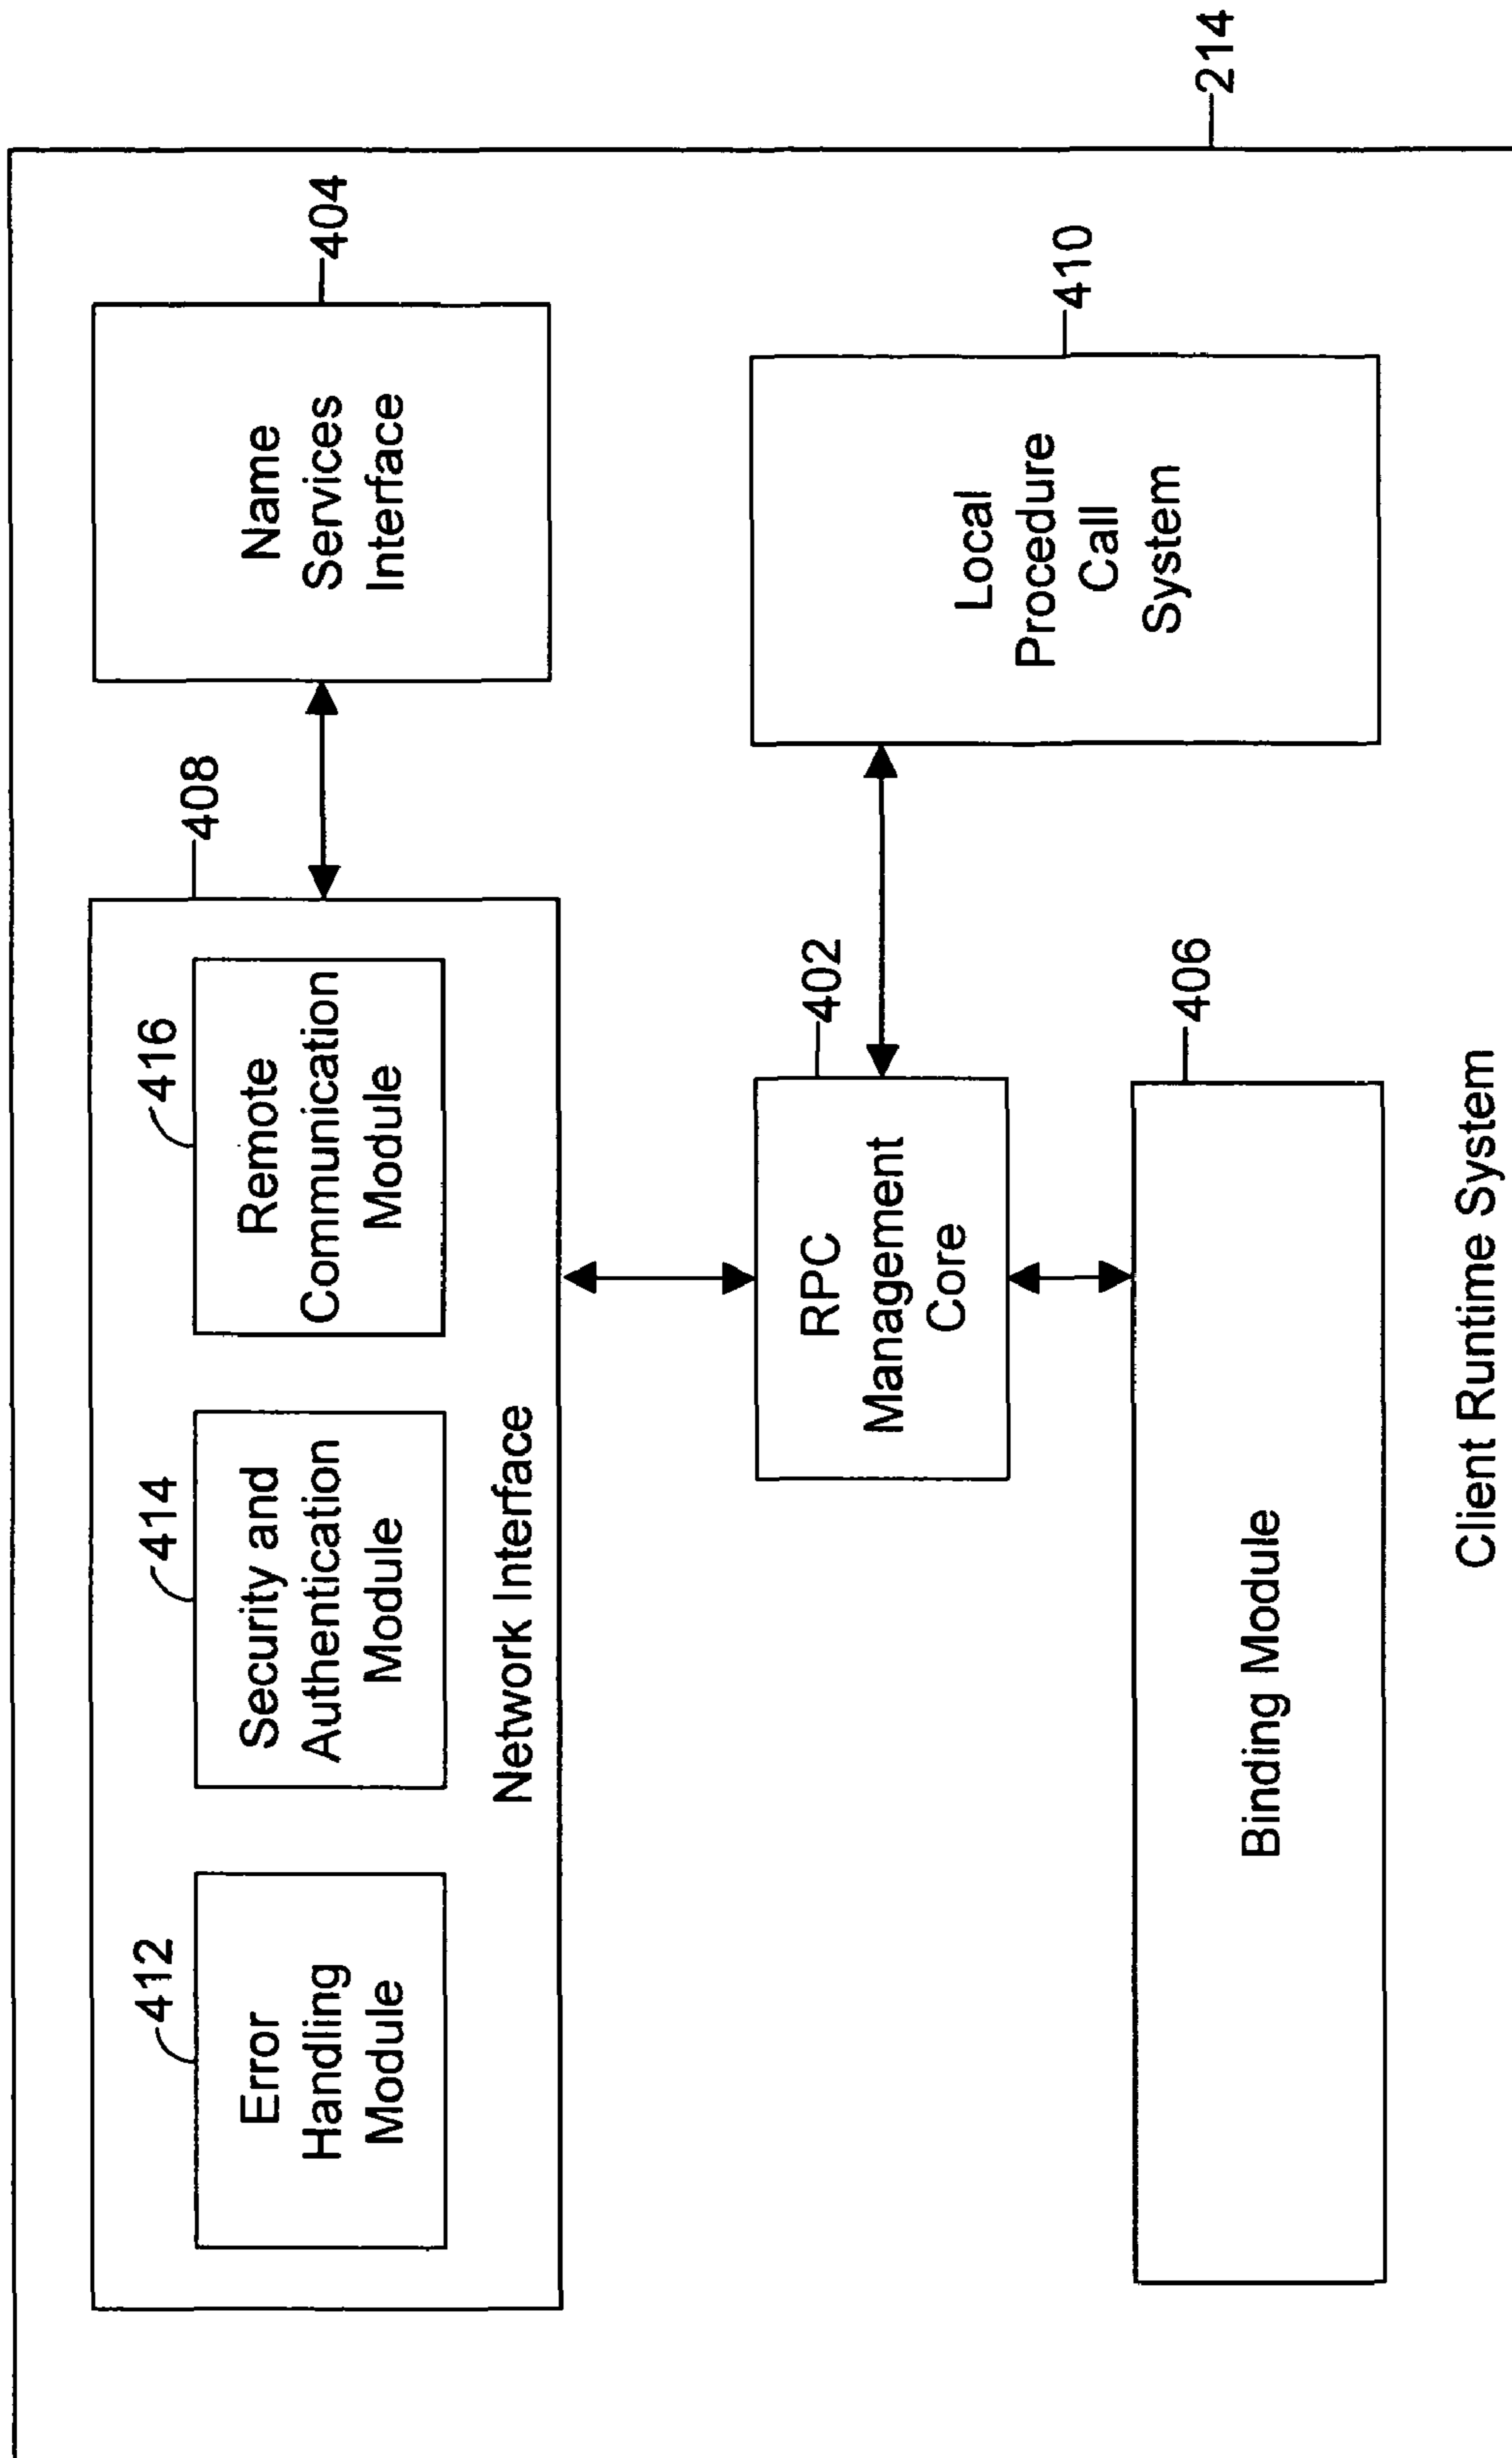 412
Error
Handling
Module
414
Security and
Authentication
Module
416
Remote
Communication
Module
408
Network Interface
Name
Services
Interface
404
402
RPC
Management
Core
Local
Procedure
Call
System
410
406
Binding Module
Client Runtime System
214